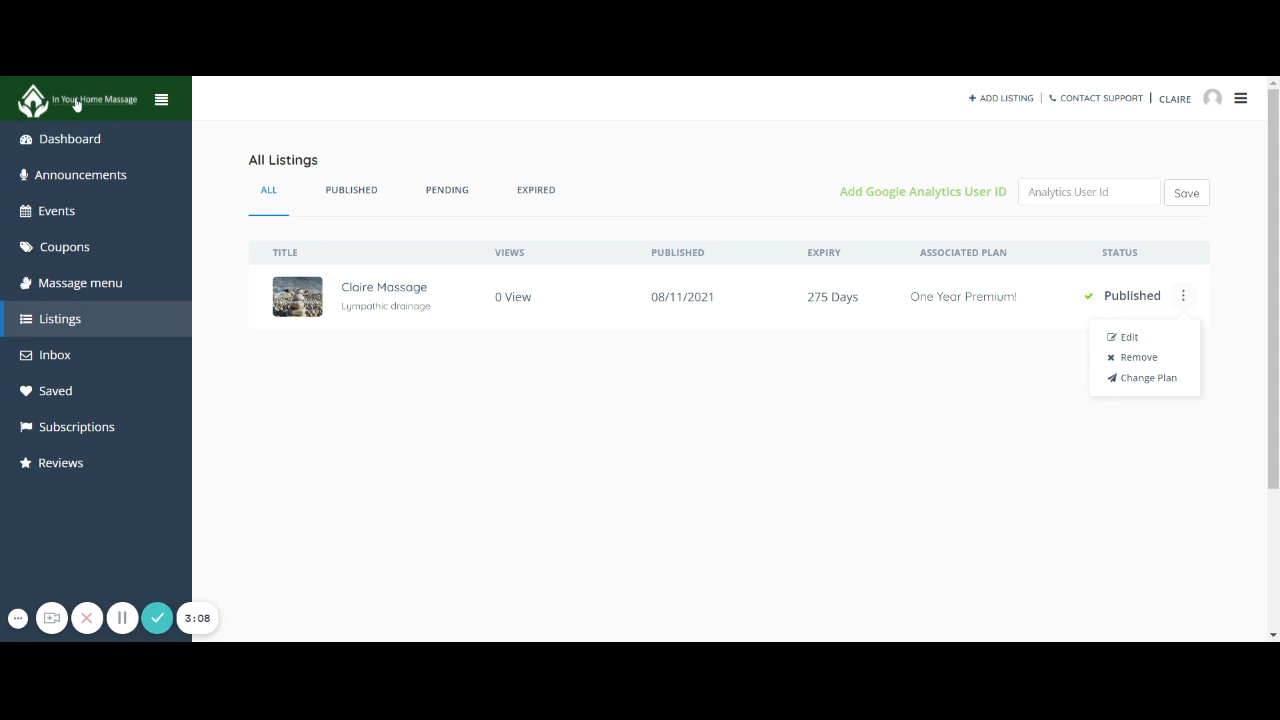 In Your Home Massage
ADD LISTING
CONTACT SUPPORT
CLAIRE
Dashboard
Announcements
Events
Coupons
Massage menu
Listings
Inbox
Saved
Subscriptions
Reviews
All Listings
ALL PUBLISHED PENDING EXPIRED
Add Google Analytics User ID Analytics User Id Save
TITLE VIEWS PUBLISHED EXPIRY ASSOCIATED PLAN STATUS
Claire Massage
Lympathic drainage
0 View 08/11/2021 275 Days One Year Premium! Published
Edit
Remove
Change Plan
3:08